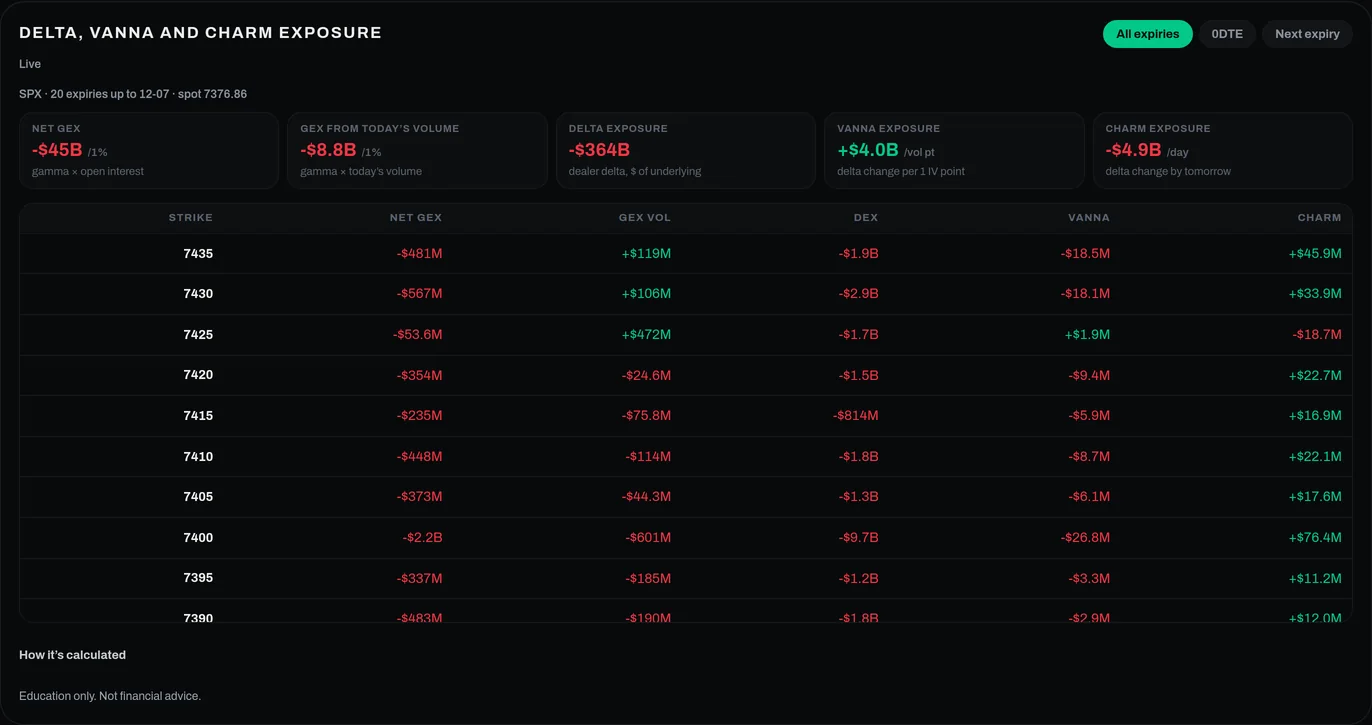 DELTA, VANNA AND CHARM EXPOSURE
All expiries 0DTE Next expiry
Live
SPX · 20 expiries up to 12-07 · spot 7376.86
NET GEX
-$45B /1%
gamma × open interest
GEX FROM TODAY'S VOLUME
-$8.8B /1%
gamma × today's volume
DELTA EXPOSURE
-$364B
dealer delta, $ of underlying
VANNA EXPOSURE
+$4.0B /vol pt
delta change per 1 IV point
CHARM EXPOSURE
-$4.9B /day
delta change by tomorrow
STRIKE NET GEX GEX VOL DEX VANNA CHARM
7435 -$481M +$119M -$1.9B -$18.5M +$45.9M
7430 -$567M +$106M -$2.9B -$18.1M +$33.9M
7425 -$53.6M +$472M -$1.7B +$1.9M -$18.7M
7420 -$354M -$24.6M -$1.5B -$9.4M +$22.7M
7415 -$235M -$75.8M -$814M -$5.9M +$16.9M
7410 -$448M -$114M -$1.8B -$8.7M +$22.1M
7405 -$373M -$44.3M -$1.3B -$6.1M +$17.6M
7400 -$2.2B -$601M -$9.7B -$26.8M +$76.4M
7395 -$337M -$185M -$1.2B -$3.3M +$11.2M
7390 -$483M -$190M -$1.8B -$2.9M +$12.0M
How it's calculated
Education only. Not financial advice.